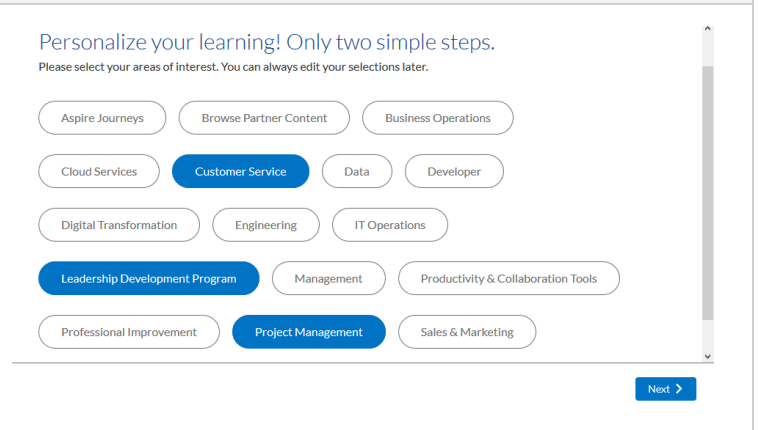 Personalize your learning! Only two simple steps.
Please select your areas of interest. You can always edit your selections later.
Aspire Journeys Browse Partner Content Business Operations
Cloud Services Customer Service Data Developer
Digital Transformation Engineering IT Operations
Leadership Development Program Management Productivity & Collaboration Tools
Professional Improvement Project Management Sales & Marketing
Next